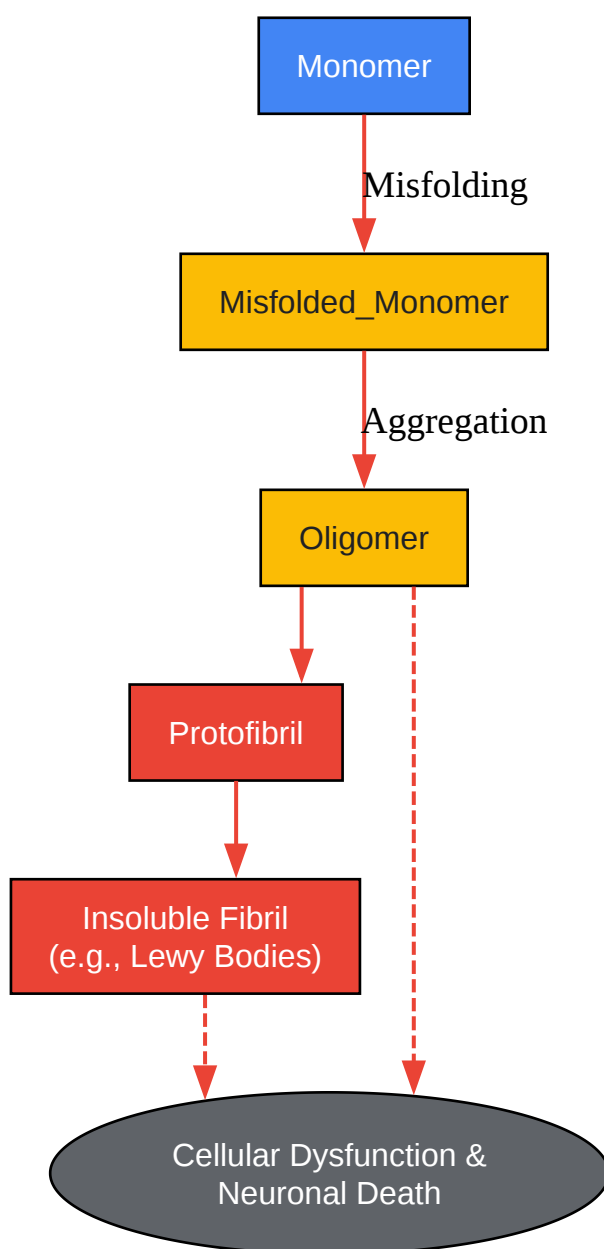 Monomer
Misfolding
Misfolded_Monomer
Aggregation
Oligomer
Protofibril
Insoluble Fibril
(e.g., Lewy Bodies)
Cellular Dysfunction &
Neuronal Death